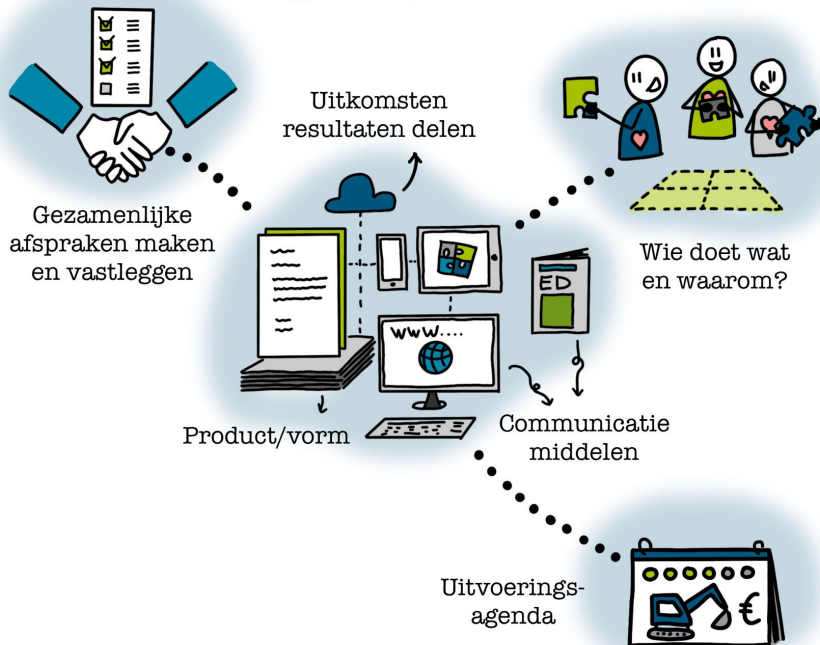 Uitkomsten
resultaten delen
Gezamenlijke
afspraken maken
en vastleggen
Wie doet wat
en waarom?
ED
www....
Product/vorm
Communicatie
middelen
Uitvoerings-
agenda
€